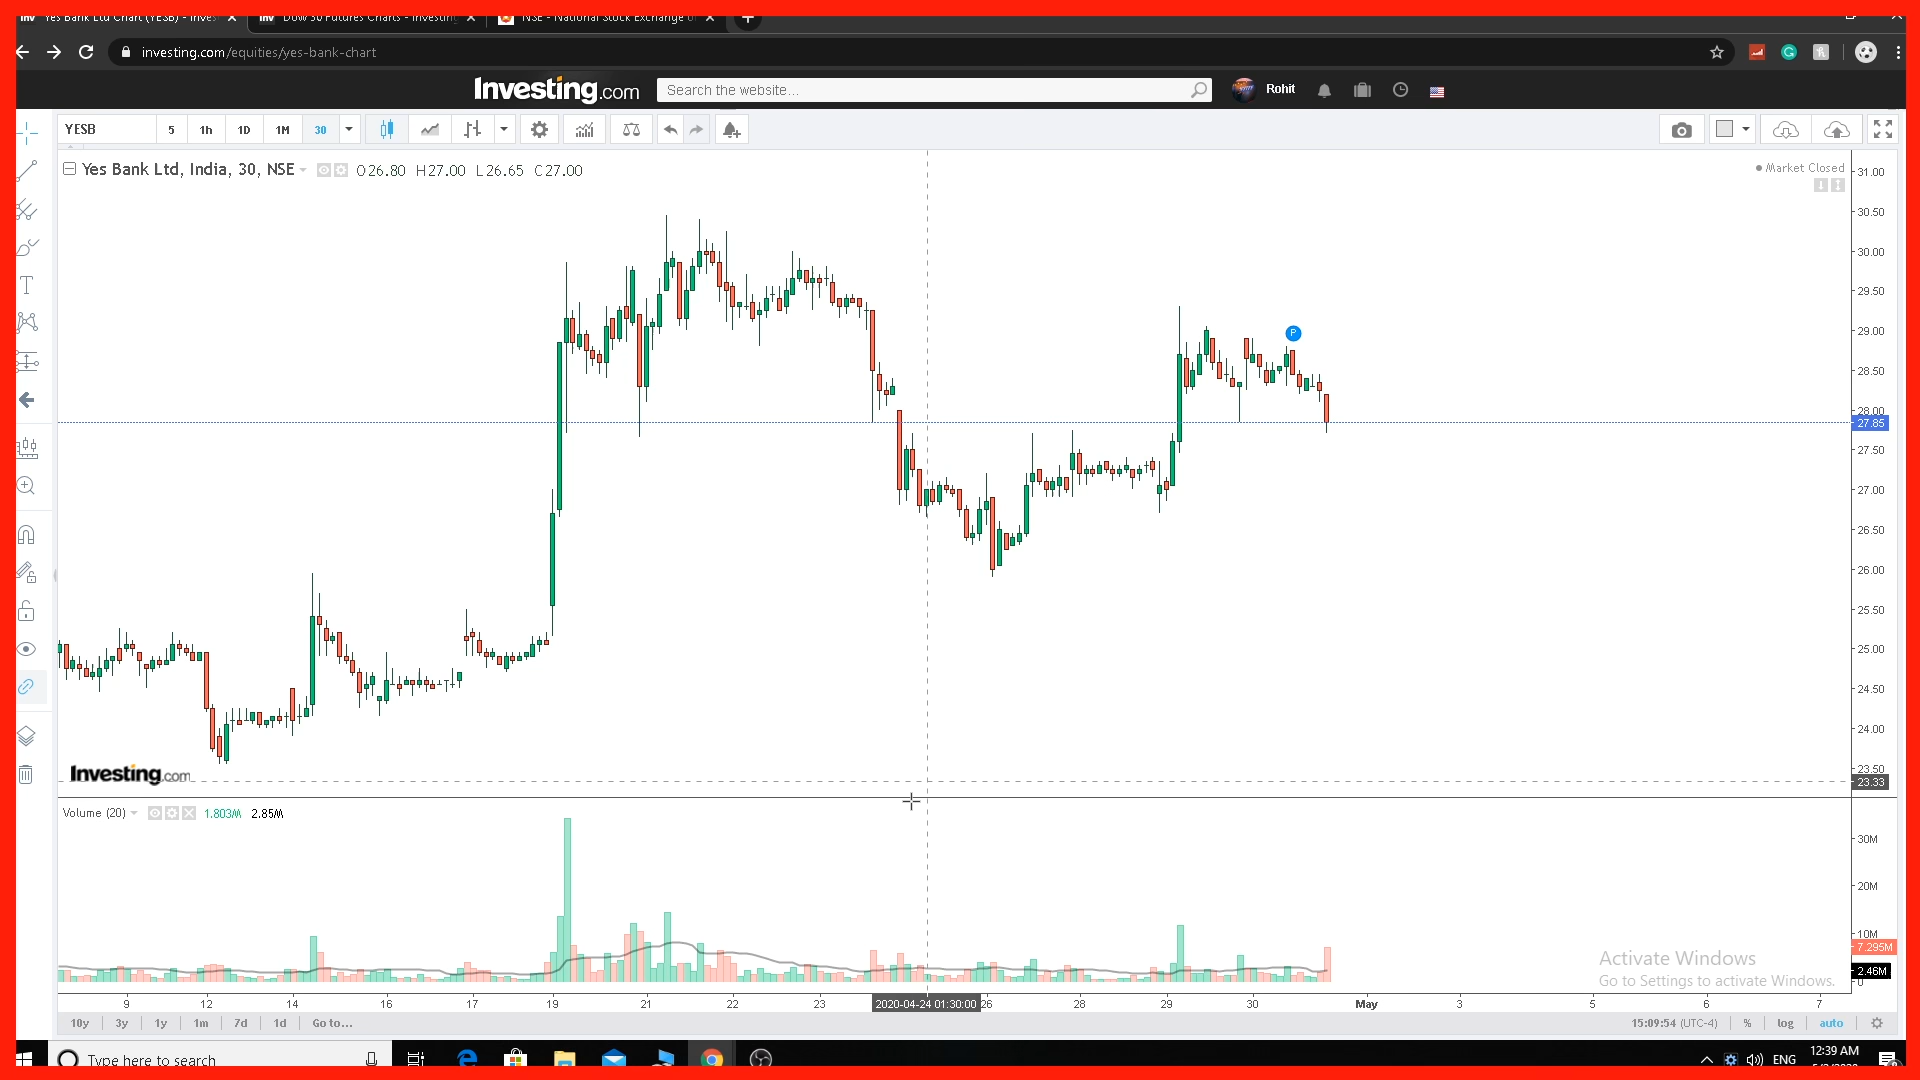 Yes Bank Ltd Chart (YESB) - Inves
Dow 30 Futures Charts - Investing
NSE - National Stock Exchange of
investing.com/equities/yes-bank-chart
Investing.com
Search the website...
Rohit
YESB 5 1h 1D 1M 30
Yes Bank Ltd, India, 30, NSE O26.80 H27.00 L26.65 C27.00
Market Closed
31.00
30.50
30.00
29.50
29.00
P
28.50
28.00
27.85
27.50
27.00
26.50
26.00
25.50
25.00
24.50
24.00
23.50
23.33
Investing.com
Volume (20) 1.803M 2.85M
30M
20M
10M
7.295M
2.46M
0
Activate Windows
Go to Settings to activate Windows.
9 12 14 16 17 19 21 22 23 2020-04-24 01:30:00 26 28 29 30 May 3 5 6 7
10y 3y 1y 1m 7d 1d Go to... 15:09:54 (UTC-4) % log auto
Type here to search
ENG
12:39 AM